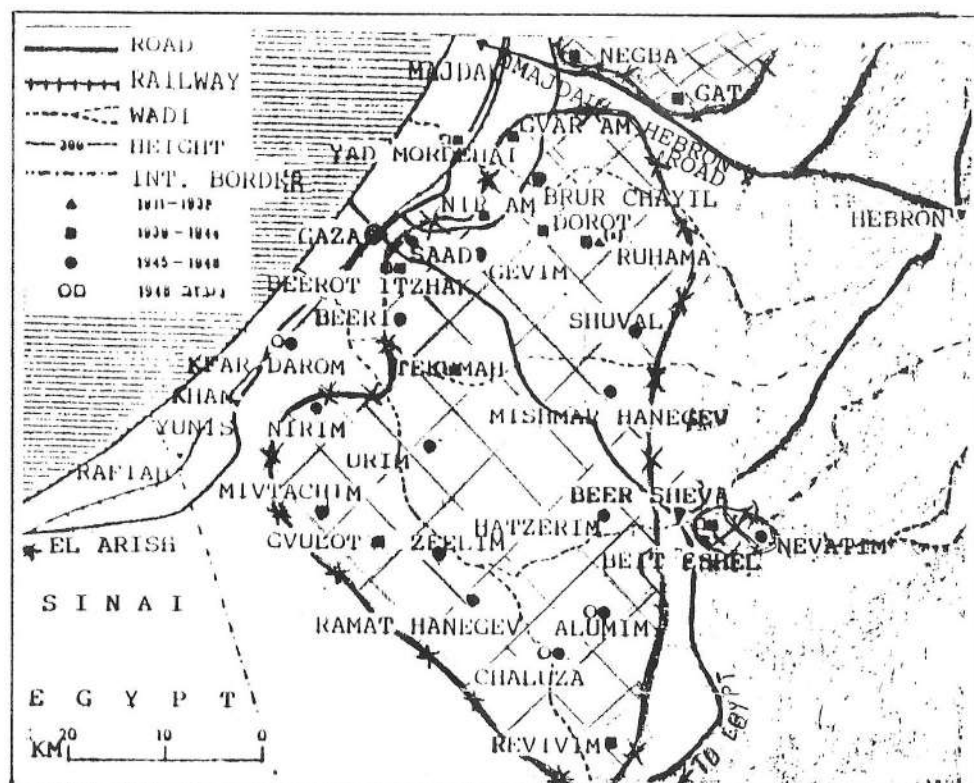 ROAD
RAILWAY
WADI
HEIGHT
INT. BORDER
1939-1944
1945-1948
1948
NEGBA
MAJDAL
GAT
MAJDAL
HEBRON
ROAD
GVAR AM
YAD MORDEHAI
BRUR CHAYIL
NIR AM
DOROT
HEBRON
GAZA
SAAD
GEVIM
RUHAMA
BEEROT ITZHAK
BEERI
SHUVAL
KFAR DAROM
TEKUMAH
KHAN
YUNIS
NIRIM
MISHMAR HANEGEV
URIM
RAFIAH
MIVTACHIM
BEER SHEVA
HATZERIM
EL ARISH
GVULOT
ZEELIM
NEVATIM
BEIT ESHEL
SINAI
RAMAT HANEGEV
ALUMIM
CHALUZA
EGYPT
KM
20
10
0
REVIVIM
TO EGYPT